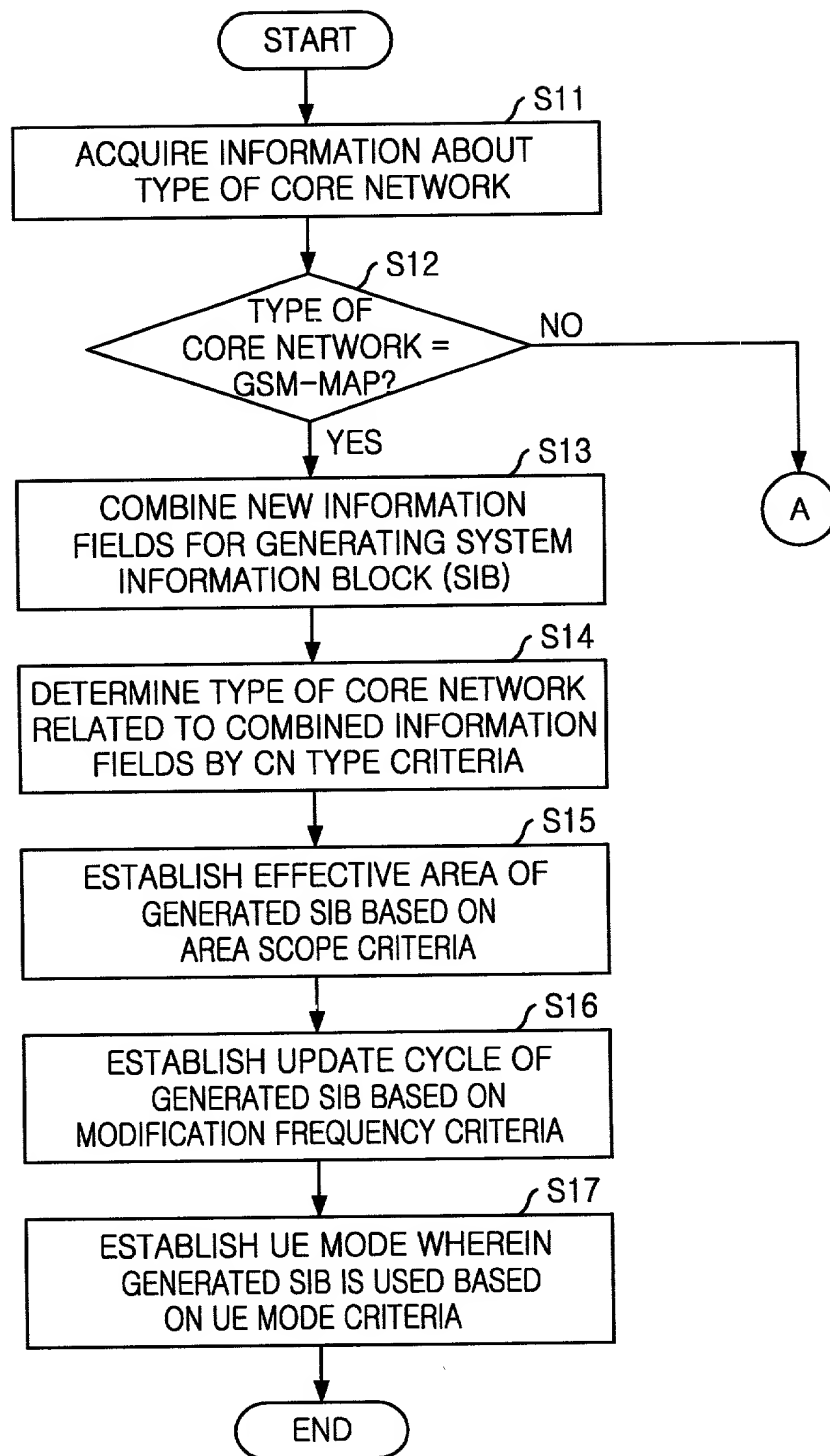 START
S11
ACQUIRE INFORMATION ABOUT
TYPE OF CORE NETWORK
S12
TYPE OF
CORE NETWORK =
GSM-MAP?
NO
YES
A
S13
COMBINE NEW INFORMATION
FIELDS FOR GENERATING SYSTEM
INFORMATION BLOCK (SIB)
S14
DETERMINE TYPE OF CORE NETWORK
RELATED TO COMBINED INFORMATION
FIELDS BY CN TYPE CRITERIA
S15
ESTABLISH EFFECTIVE AREA OF
GENERATED SIB BASED ON
AREA SCOPE CRITERIA
S16
ESTABLISH UPDATE CYCLE OF
GENERATED SIB BASED ON
MODIFICATION FREQUENCY CRITERIA
S17
ESTABLISH UE MODE WHEREIN
GENERATED SIB IS USED BASED
ON UE MODE CRITERIA
END